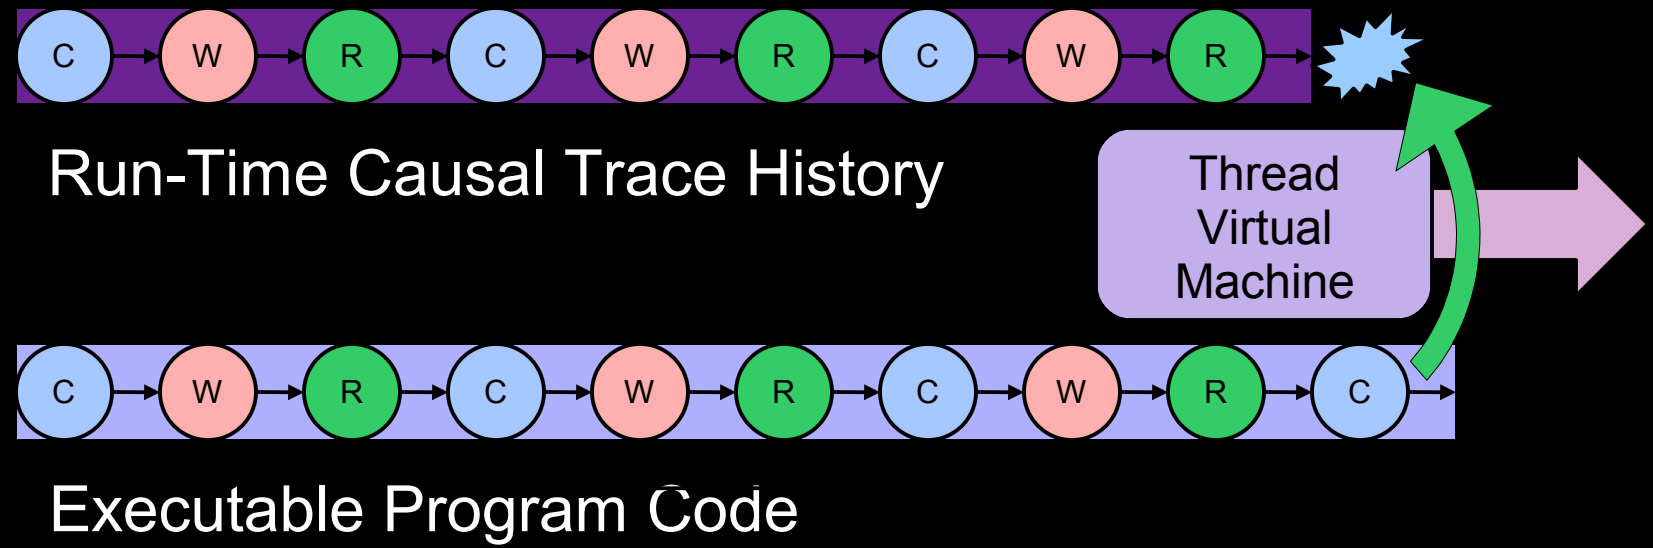 C W R C W R C W R
Run-Time Causal Trace History
Thread
Virtual
Machine
C W R C W R C W R C
Executable Program Code